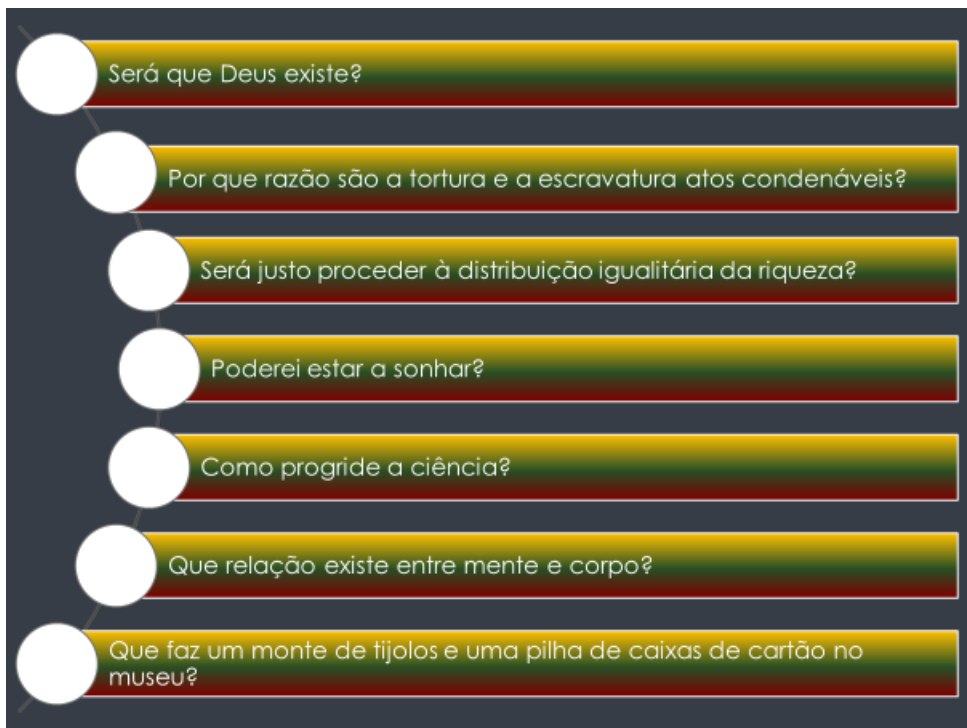 Será que Deus existe?
Por que razão são a tortura e a escravatura atos condenáveis?
Será justo proceder à distribuição igualitária da riqueza?
Poderei estar a sonhar?
Como progride a ciência?
Que relação existe entre mente e corpo?
Que faz um monte de tijolos e uma pilha de caixas de cartão no
museu?